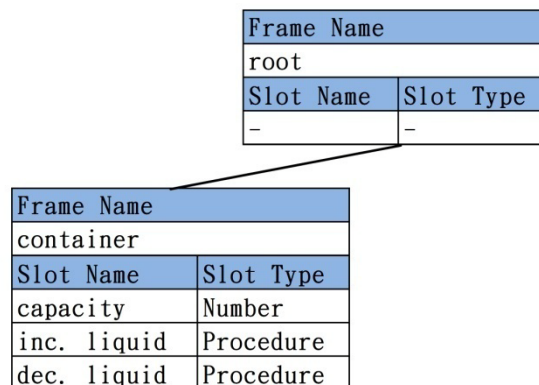 Frame Name
root
Slot Name Slot Type
– –
Frame Name
container
Slot Name Slot Type
capacity Number
inc. liquid Procedure
dec. liquid Procedure